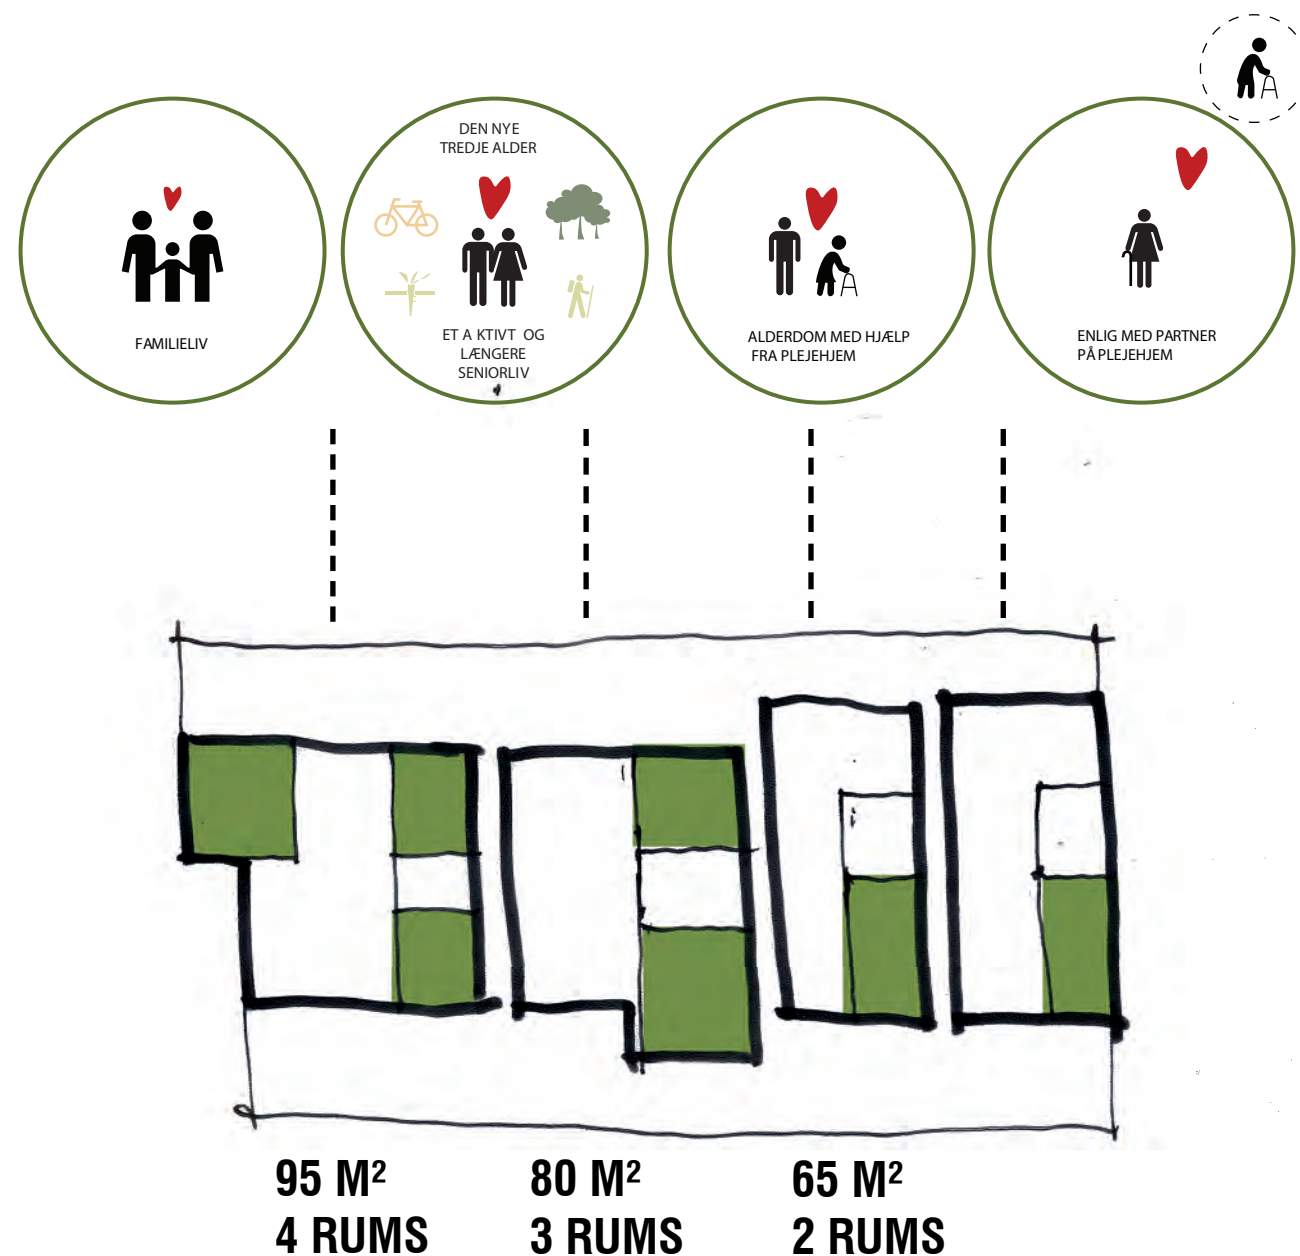 DEN NYE
TREDJE ALDER
FAMILIELIV
ET A KTIVT OG
LÆNGERE
SENIORLIV
ALDERDOM MED HJÆLP
FRA PLEJEHJEM
ENLIG MED PARTNER
PÅ PLEJEHJEM
95 M²
4 RUMS
80 M²
3 RUMS
65 M²
2 RUMS